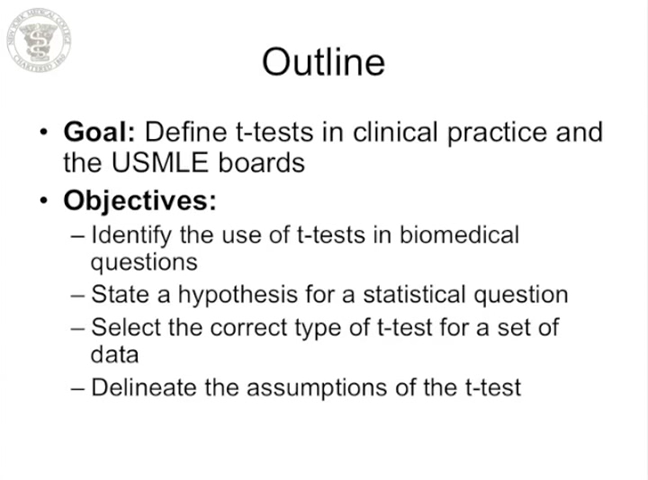 Outline
• Goal: Define t-tests in clinical practice and
the USMLE boards
• Objectives:
– Identify the use of t-tests in biomedical
questions
– State a hypothesis for a statistical question
– Select the correct type of t-test for a set of
data
– Delineate the assumptions of the t-test